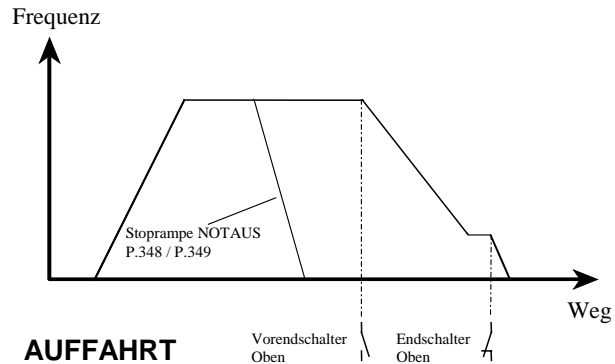 Frequenz
Stoprampe NOTAUS
P.348 / P.349
Weg
AUFFAHRT
Vorendschalter
Oben
Endschalter
Oben